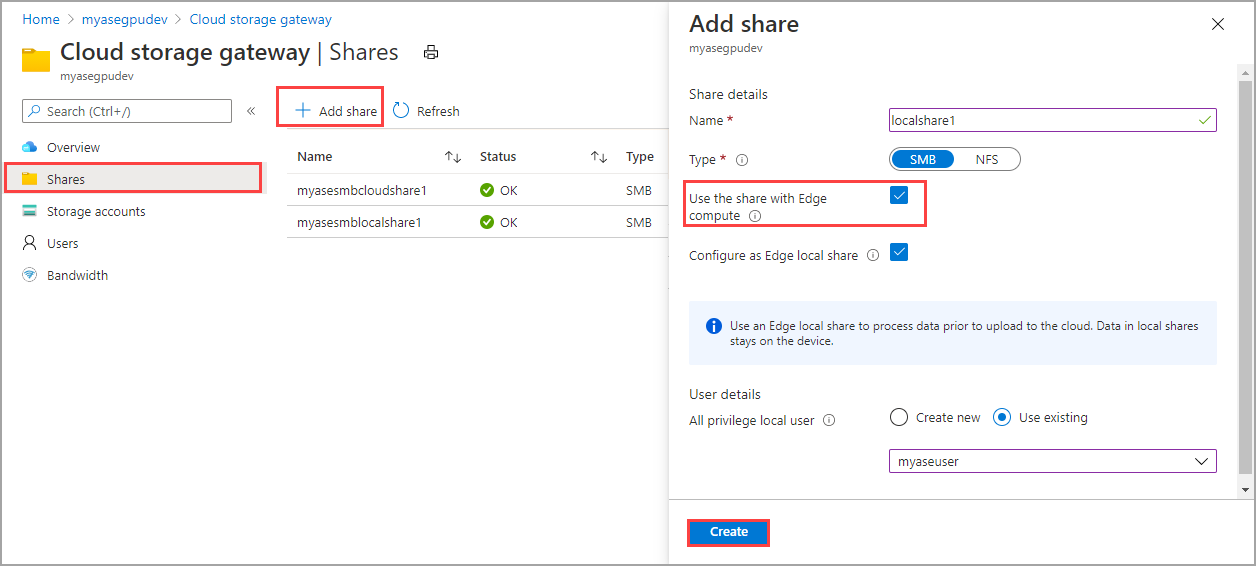 Home > myasegpudev > Cloud storage gateway
Cloud storage gateway | Shares
myasegpudev
Search (Ctrl+/)
«
Overview
Shares
Storage accounts
Users
Bandwidth
+ Add share
Refresh
Name ↑↓ Status ↑↓ Type
myasesmbcloudshare1 OK SMB
myasesmblocalshare1 OK SMB
Add share
myasegpudev
Share details
Name * localshare1
Type * SMB NFS
Use the share with Edge
compute
Configure as Edge local share
Use an Edge local share to process data prior to upload to the cloud. Data in local shares
stays on the device.
User details
All privilege local user Create new Use existing
myaseuser
Create